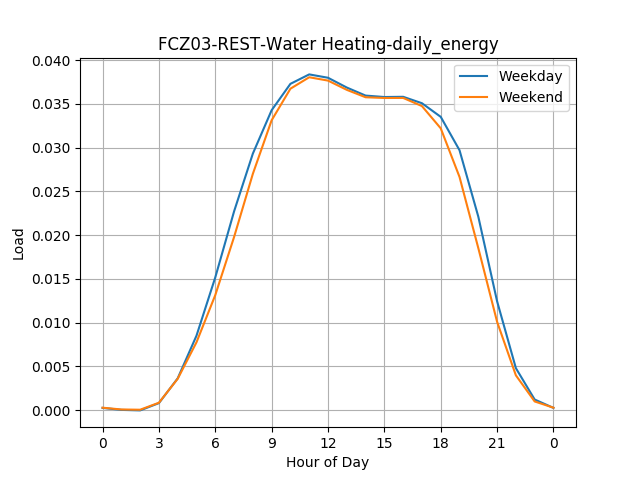 FCZ03-REST-Water Heating-daily_energy
Weekday
Weekend
Load
0.040
0.035
0.030
0.025
0.020
0.015
0.010
0.005
0.000
0 3 6 9 12 15 18 21 0
Hour of Day